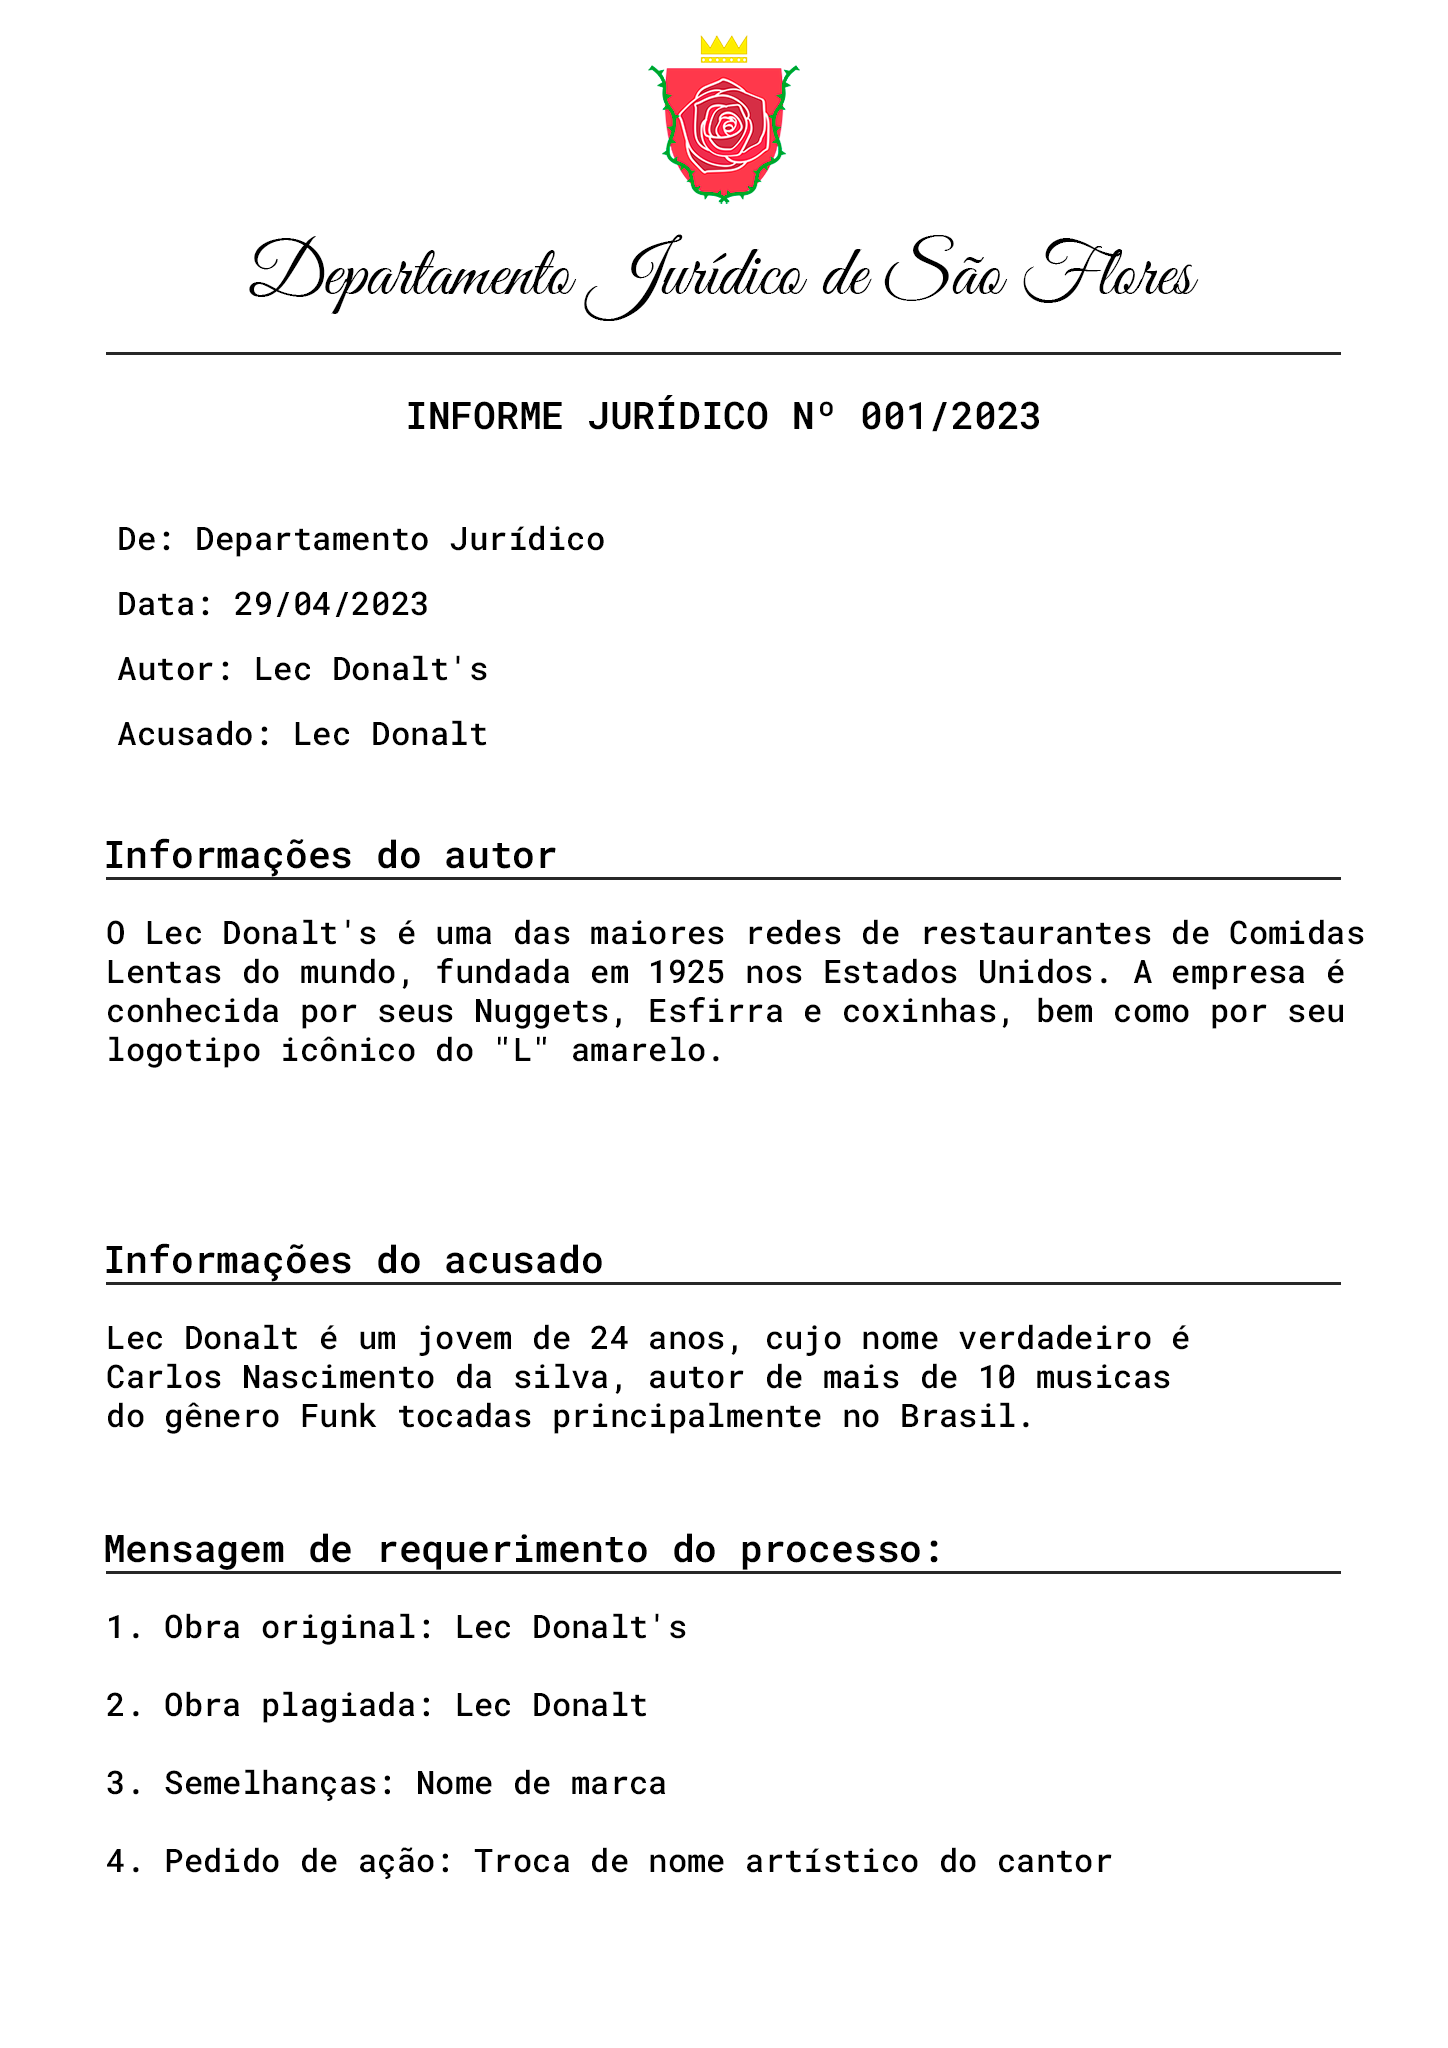 Departamento Jurídico de São Flores
INFORME JURÍDICO Nº 001/2023
De: Departamento Jurídico
Data: 29/04/2023
Autor: Lec Donalt's
Acusado: Lec Donalt
Informações do autor
O Lec Donalt's é uma das maiores redes de restaurantes de Comidas
Lentas do mundo, fundada em 1925 nos Estados Unidos. A empresa é
conhecida por seus Nuggets, Esfirra e coxinhas, bem como por seu
logotipo icônico do "L" amarelo.
Informações do acusado
Lec Donalt é um jovem de 24 anos, cujo nome verdadeiro é
Carlos Nascimento da silva, autor de mais de 10 musicas
do gênero Funk tocadas principalmente no Brasil.
Mensagem de requerimento do processo:
1. Obra original: Lec Donalt's
2. Obra plagiada: Lec Donalt
3. Semelhanças: Nome de marca
4. Pedido de ação: Troca de nome artístico do cantor